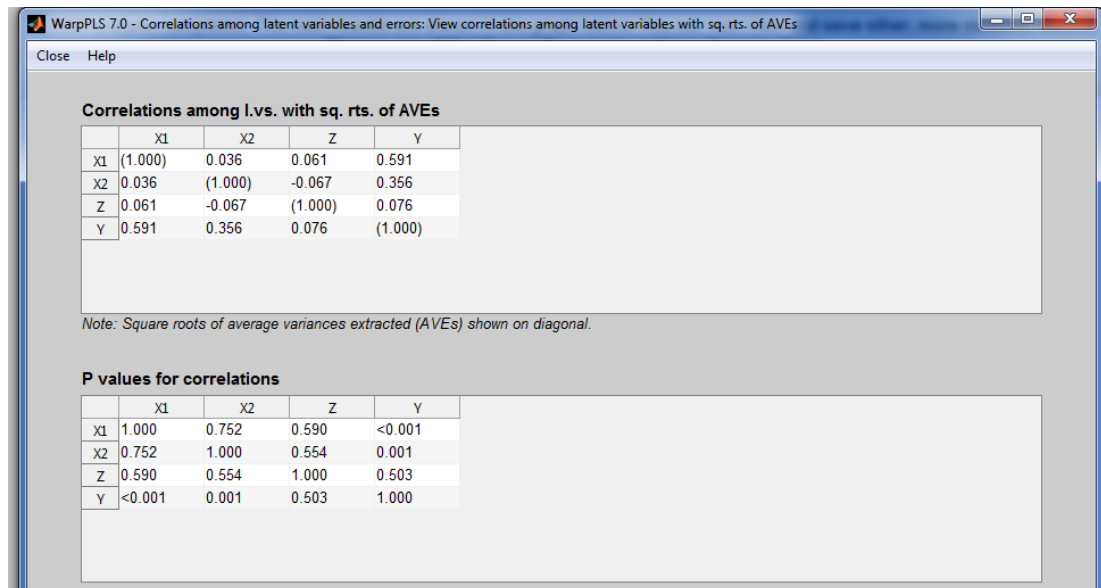 WarpPLS 7.0 - Correlations among latent variables and errors: View correlations among latent variables with sq. rts. of AVEs
Close Help
Correlations among l.vs. with sq. rts. of AVEs
X1 X2 Z Y
X1 (1.000) 0.036 0.061 0.591
X2 0.036 (1.000) -0.067 0.356
Z 0.061 -0.067 (1.000) 0.076
Y 0.591 0.356 0.076 (1.000)
Note: Square roots of average variances extracted (AVEs) shown on diagonal.
P values for correlations
X1 X2 Z Y
X1 1.000 0.752 0.590 <0.001
X2 0.752 1.000 0.554 0.001
Z 0.590 0.554 1.000 0.503
Y <0.001 0.001 0.503 1.000